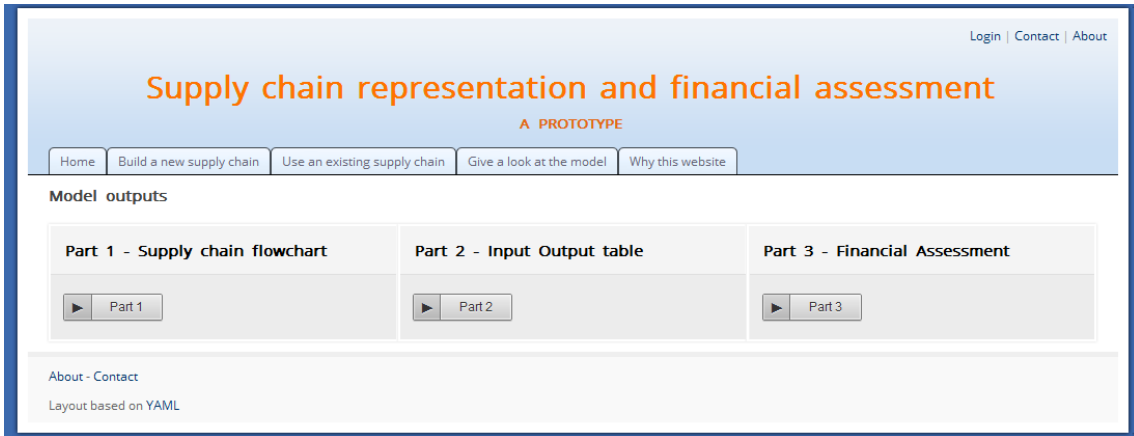 Login | Contact | About
Supply chain representation and financial assessment
A PROTOTYPE
Home Build a new supply chain Use an existing supply chain Give a look at the model Why this website
Model outputs
Part 1 - Supply chain flowchart Part 2 - Input Output table Part 3 - Financial Assessment
Part 1 Part 2 Part 3
About - Contact
Layout based on YAML